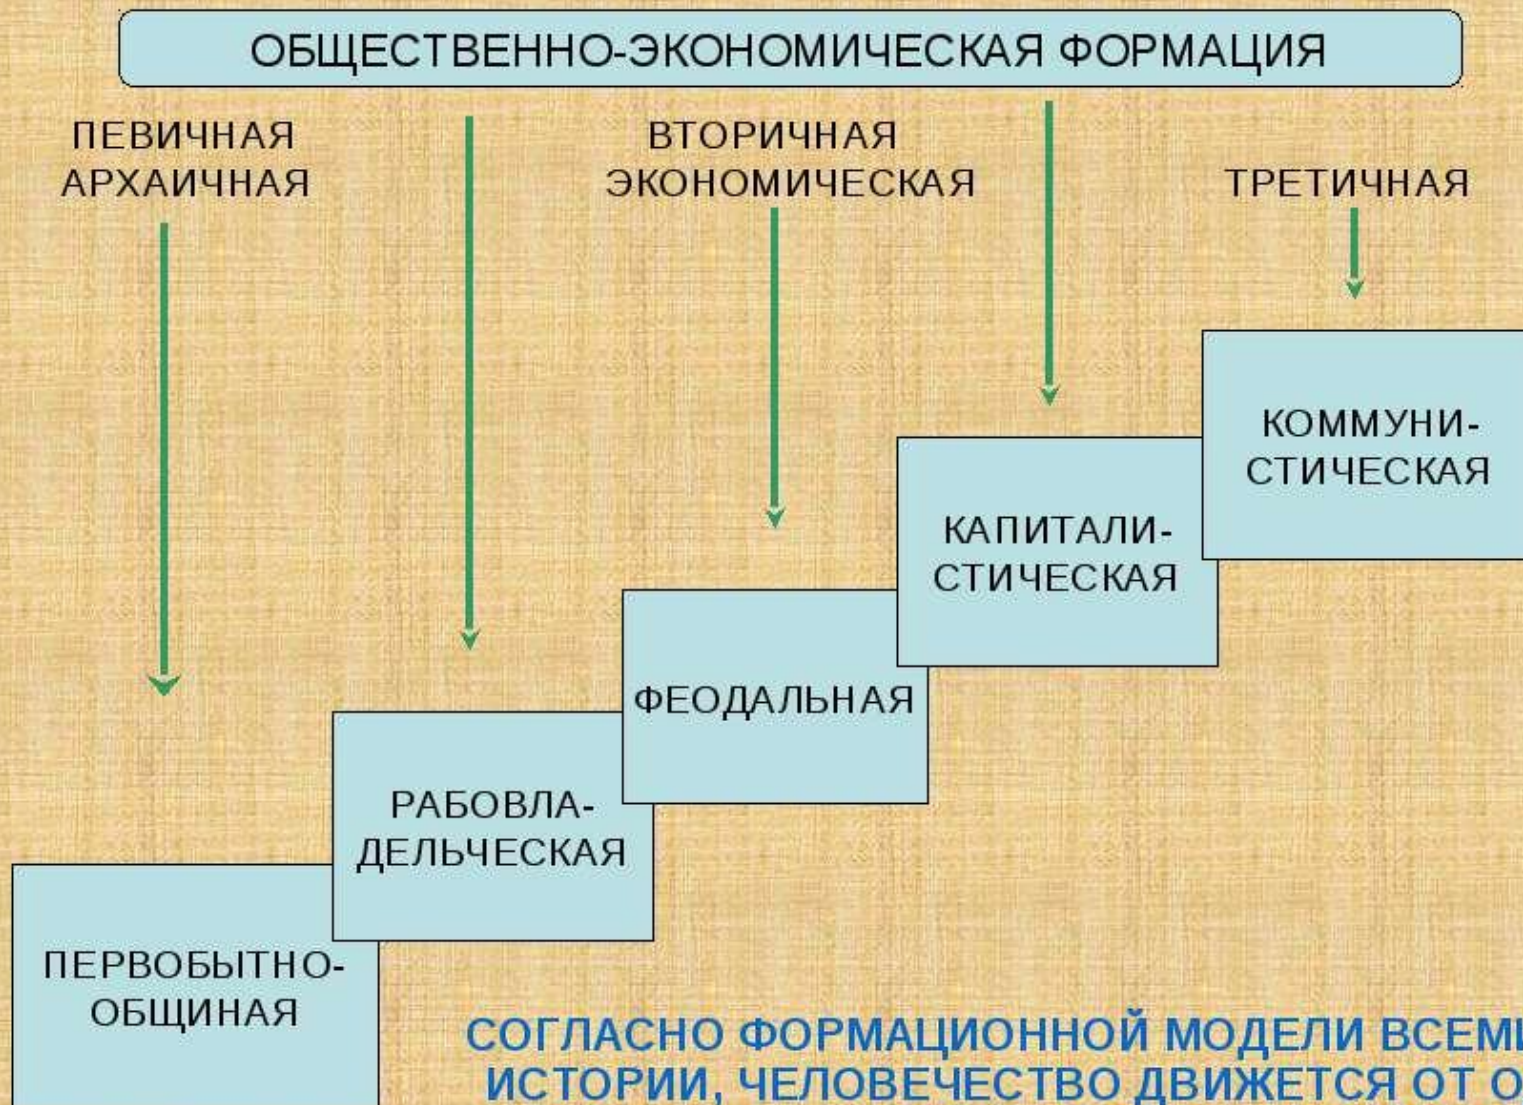 ОБЩЕСТВЕННО-ЭКОНОМИЧЕСКАЯ ФОРМАЦИЯ
ПЕВИЧНАЯ
АРХАИЧНАЯ
ВТОРИЧНАЯ
ЭКОНОМИЧЕСКАЯ
ТРЕТИЧНАЯ
КОММУНИ-
СТИЧЕСКАЯ
КАПИТАЛИ-
СТИЧЕСКАЯ
ФЕОДАЛЬНАЯ
РАБОВЛА-
ДЕЛЬЧЕСКАЯ
ПЕРВОБЫТНО-
ОБЩИНАЯ
СОГЛАСНО ФОРМАЦИОННОЙ МОДЕЛИ
ИСТОРИИ, ЧЕЛОВЕЧЕСТВО ДВИЖЕТСЯ ОТ